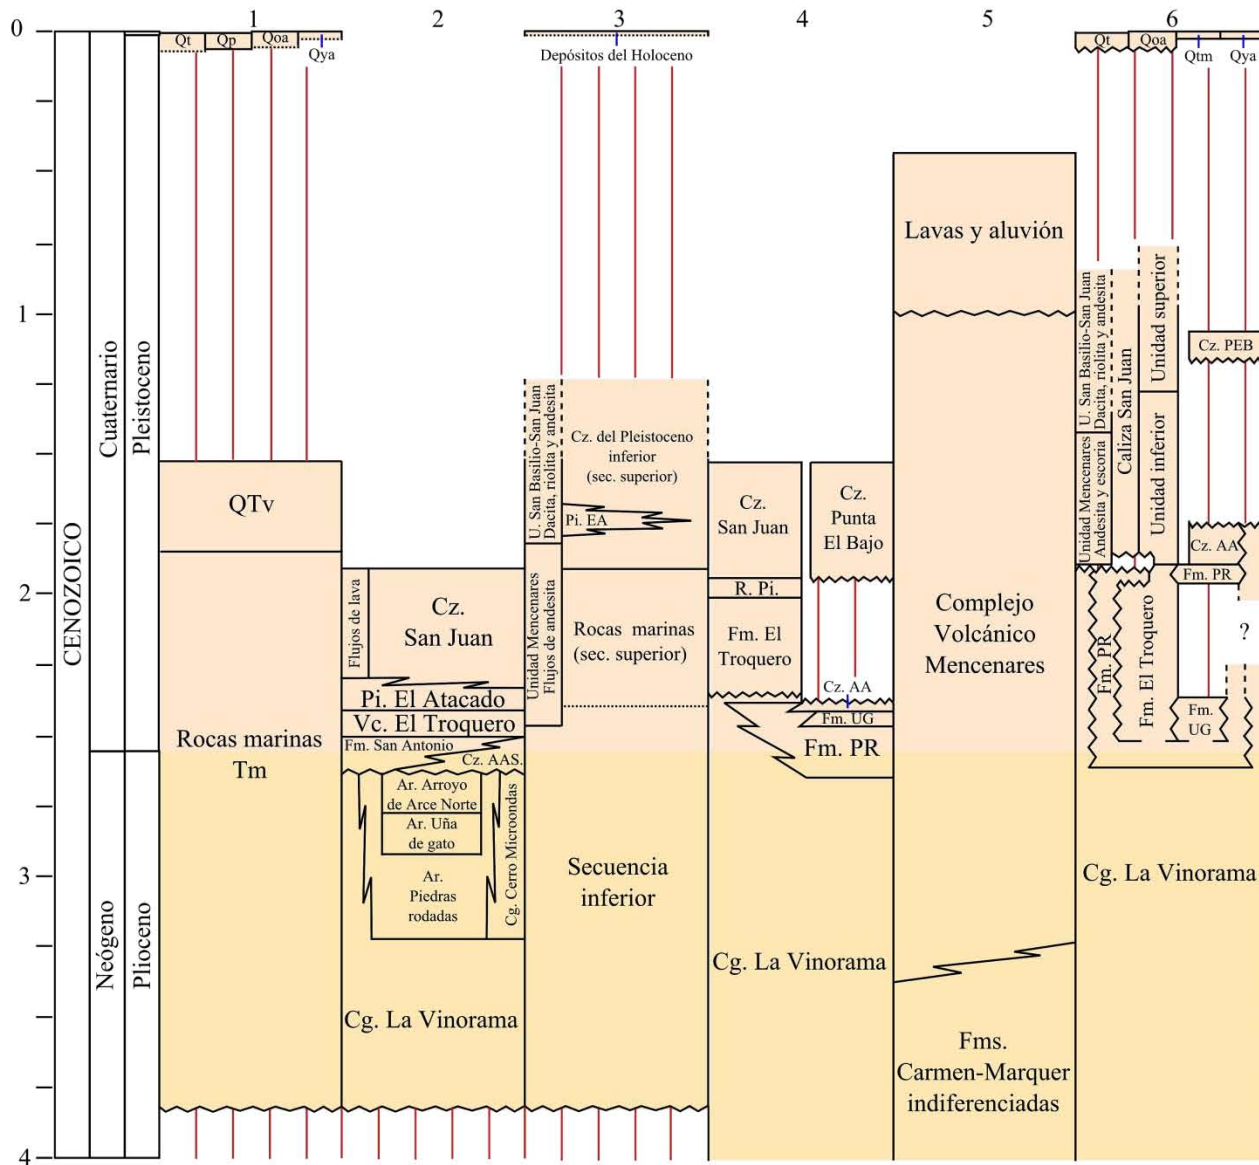 1
2
3
4
5
6
0
1
2
3
4
CENOZOICO
Cuaternario
Neógeno
Pleistoceno
Plioceno
Qt
Qp
Qoa
Qya
QTv
Rocas marinas
Tm
Flujos de lava
Cz.
San Juan
Pi. El Atacado
Vc. El Troquero
Fm. San Antonio
Cz. AAS.
Ar. Arroyo
de Arce Norte
Ar. Uña
de gato
Ar.
Piedras
rodadas
Cg. Cerro Microondas
Cg. La Vinorama
Depósitos del Holoceno
U. San Basilio-San Juan
Dacita, riolita y andesita
Cz. del Pleistoceno
inferior
(sec. superior)
Pi. EA
Unidad Mencenares
Flujos de andesita
Rocas marinas
(sec. superior)
Secuencia
inferior
Cz.
San Juan
R. Pi.
Fm. El
Troquero
Cz.
Punta
El Bajo
Cz. AA
Fm. UG
Fm. PR
Cg. La Vinorama
Lavas y aluvión
Complejo
Volcánico
Mencenares
Fms.
Carmen-Marquer
indiferenciadas
Qt
Qoa
Qtm
Qya
U. San Basilio-San Juan
Dacita, riolita y andesita
Unidad Mencenares
Andesita y escoria
Caliza San Juan
Unidad superior
Unidad inferior
Cz. PEB
Cz. AA
Fm. PR
Fm. PR
Fm. El Troquero
?
Fm.
UG
Cg. La Vinorama